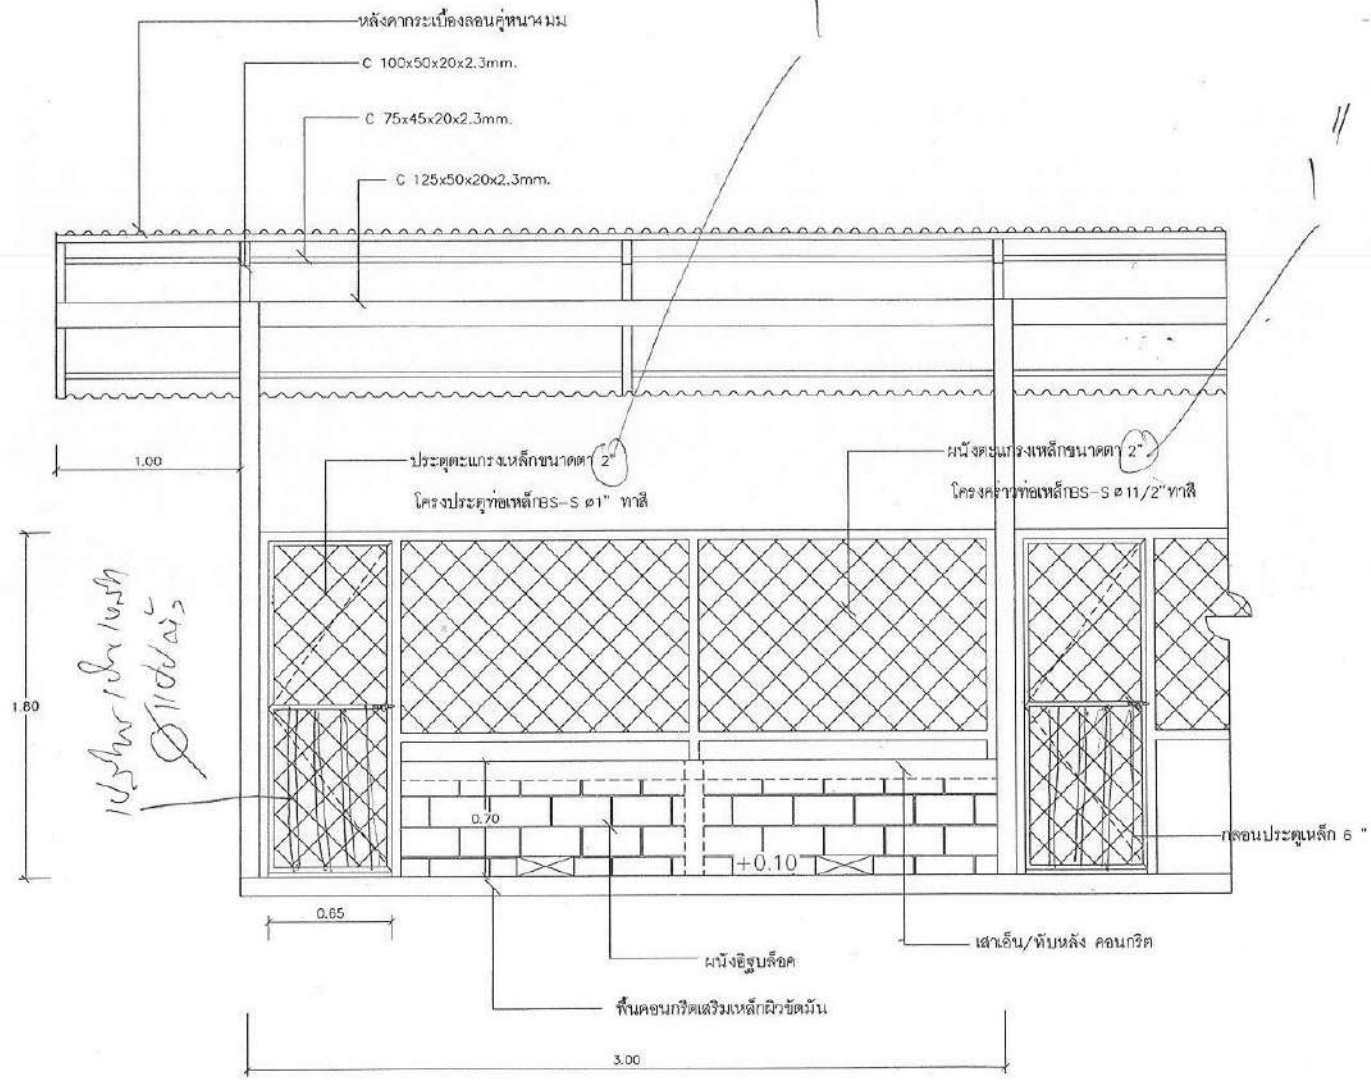 หลังคากระเบื้องลอนคู่หนา4มม
C 100x50x20x2.3mm.
C 75x45x20x2.3mm.
C 125x50x20x2.3mm.
1.00
ประตูตะแกรงเหล็กขนาดตา 2"
โครงประตูท่อเหล็กBS-S ø1" ทาสี
ผนังตะแกรงเหล็กขนาดตา 2"
โครงคร่าวท่อเหล็กBS-S ø11/2"ทาสี
1.80
0.70
+0.10
กลอนประตูเหล็ก 6 "
0.65
เสาเอ็น/ทับหลัง คอนกรีต
ผนังอิฐบล็อค
พื้นคอนกรีตเสริมเหล็กผิวขัดมัน
3.00